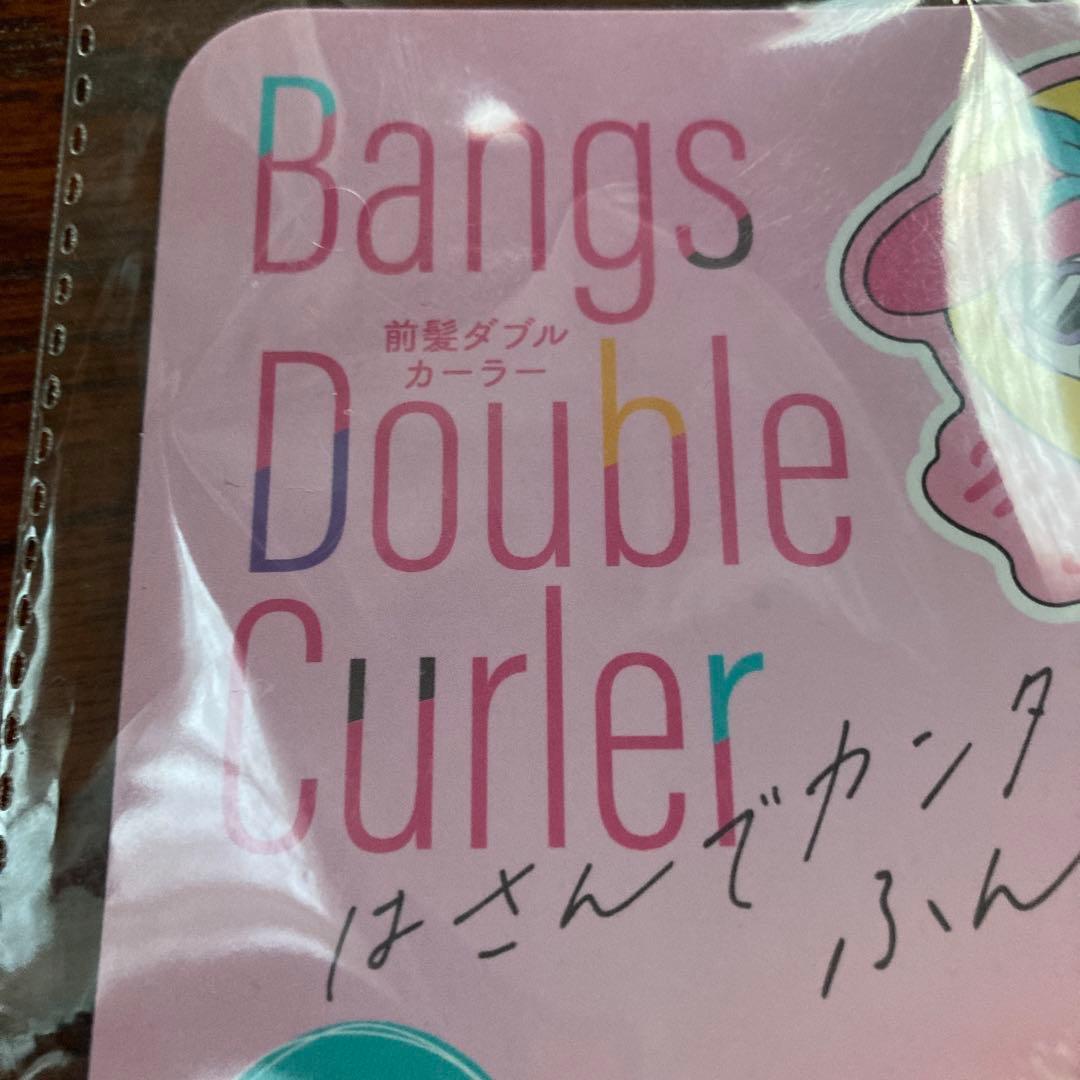 Bangs
前髪ダブル
カーラー
Double
Curler
はさんでカンタ
ふん